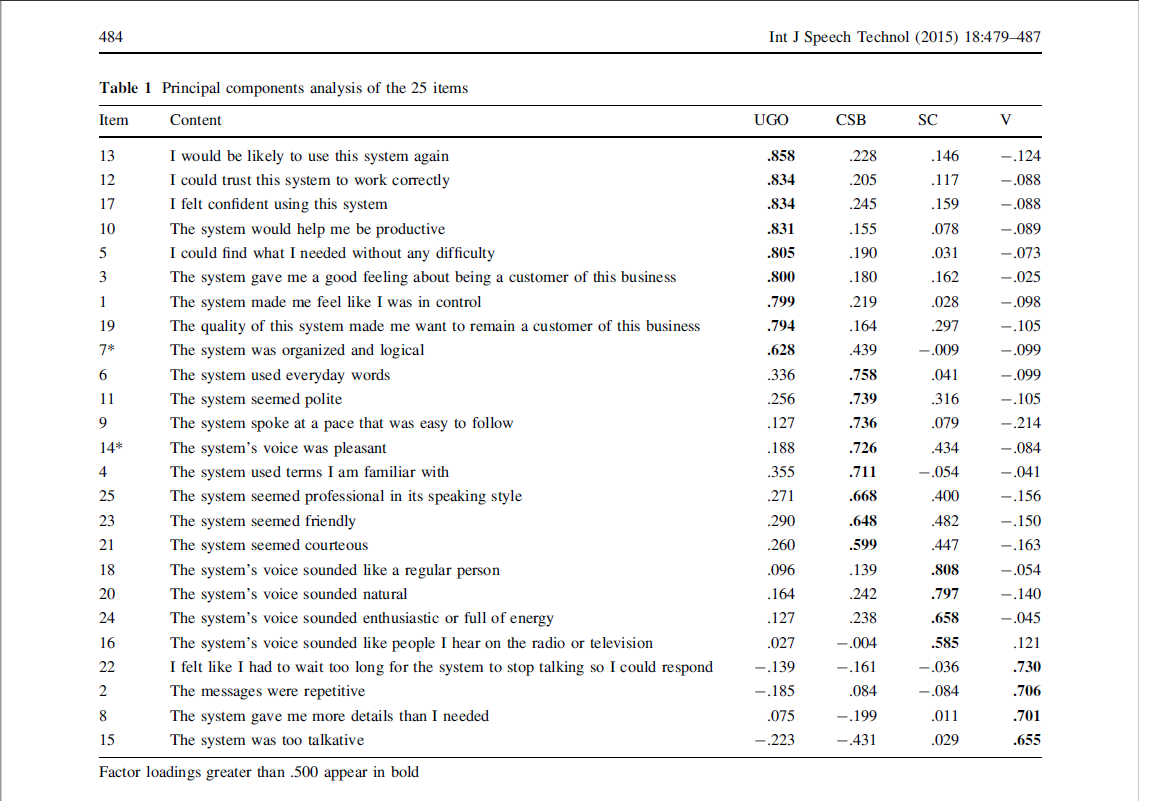 484 Int J Speech Technol (2015) 18:479–487
Table 1 Principal components analysis of the 25 items
Item Content UGO CSB SC V
13 I would be likely to use this system again .858 .228 .146 −.124
12 I could trust this system to work correctly .834 .205 .117 −.088
17 I felt confident using this system .834 .245 .159 −.088
10 The system would help me be productive .831 .155 .078 −.089
5 I could find what I needed without any difficulty .805 .190 .031 −.073
3 The system gave me a good feeling about being a customer of this business .800 .180 .162 −.025
1 The system made me feel like I was in control .799 .219 .028 −.098
19 The quality of this system made me want to remain a customer of this business .794 .164 .297 −.105
7* The system was organized and logical .628 .439 −.009 −.099
6 The system used everyday words .336 .758 .041 −.099
11 The system seemed polite .256 .739 .316 −.105
9 The system spoke at a pace that was easy to follow .127 .736 .079 −.214
14* The system’s voice was pleasant .188 .726 .434 −.084
4 The system used terms I am familiar with .355 .711 −.054 −.041
25 The system seemed professional in its speaking style .271 .668 .400 −.156
23 The system seemed friendly .290 .648 .482 −.150
21 The system seemed courteous .260 .599 .447 −.163
18 The system’s voice sounded like a regular person .096 .139 .808 −.054
20 The system’s voice sounded natural .164 .242 .797 −.140
24 The system’s voice sounded enthusiastic or full of energy .127 .238 .658 −.045
16 The system’s voice sounded like people I hear on the radio or television .027 −.004 .585 .121
22 I felt like I had to wait too long for the system to stop talking so I could respond −.139 −.161 −.036 .730
2 The messages were repetitive −.185 .084 −.084 .706
8 The system gave me more details than I needed .075 −.199 .011 .701
15 The system was too talkative −.223 −.431 .029 .655
Factor loadings greater than .500 appear in bold